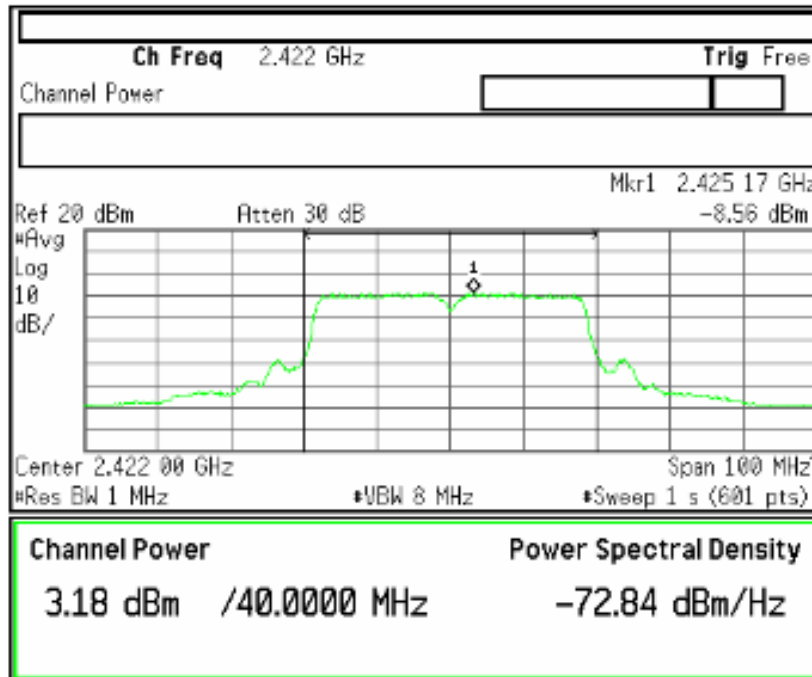 Ch Freq 2.422 GHz Trig Free
Channel Power
Mkr1 2.425 17 GHz
Ref 20 dBm Atten 30 dB -8.56 dBm
#Avg
Log
10
dB/
1
Center 2.422 00 GHz Span 100 MHz
#Res BW 1 MHz #VBW 8 MHz #Sweep 1 s (601 pts)
Channel Power Power Spectral Density
3.18 dBm /40.0000 MHz -72.84 dBm/Hz